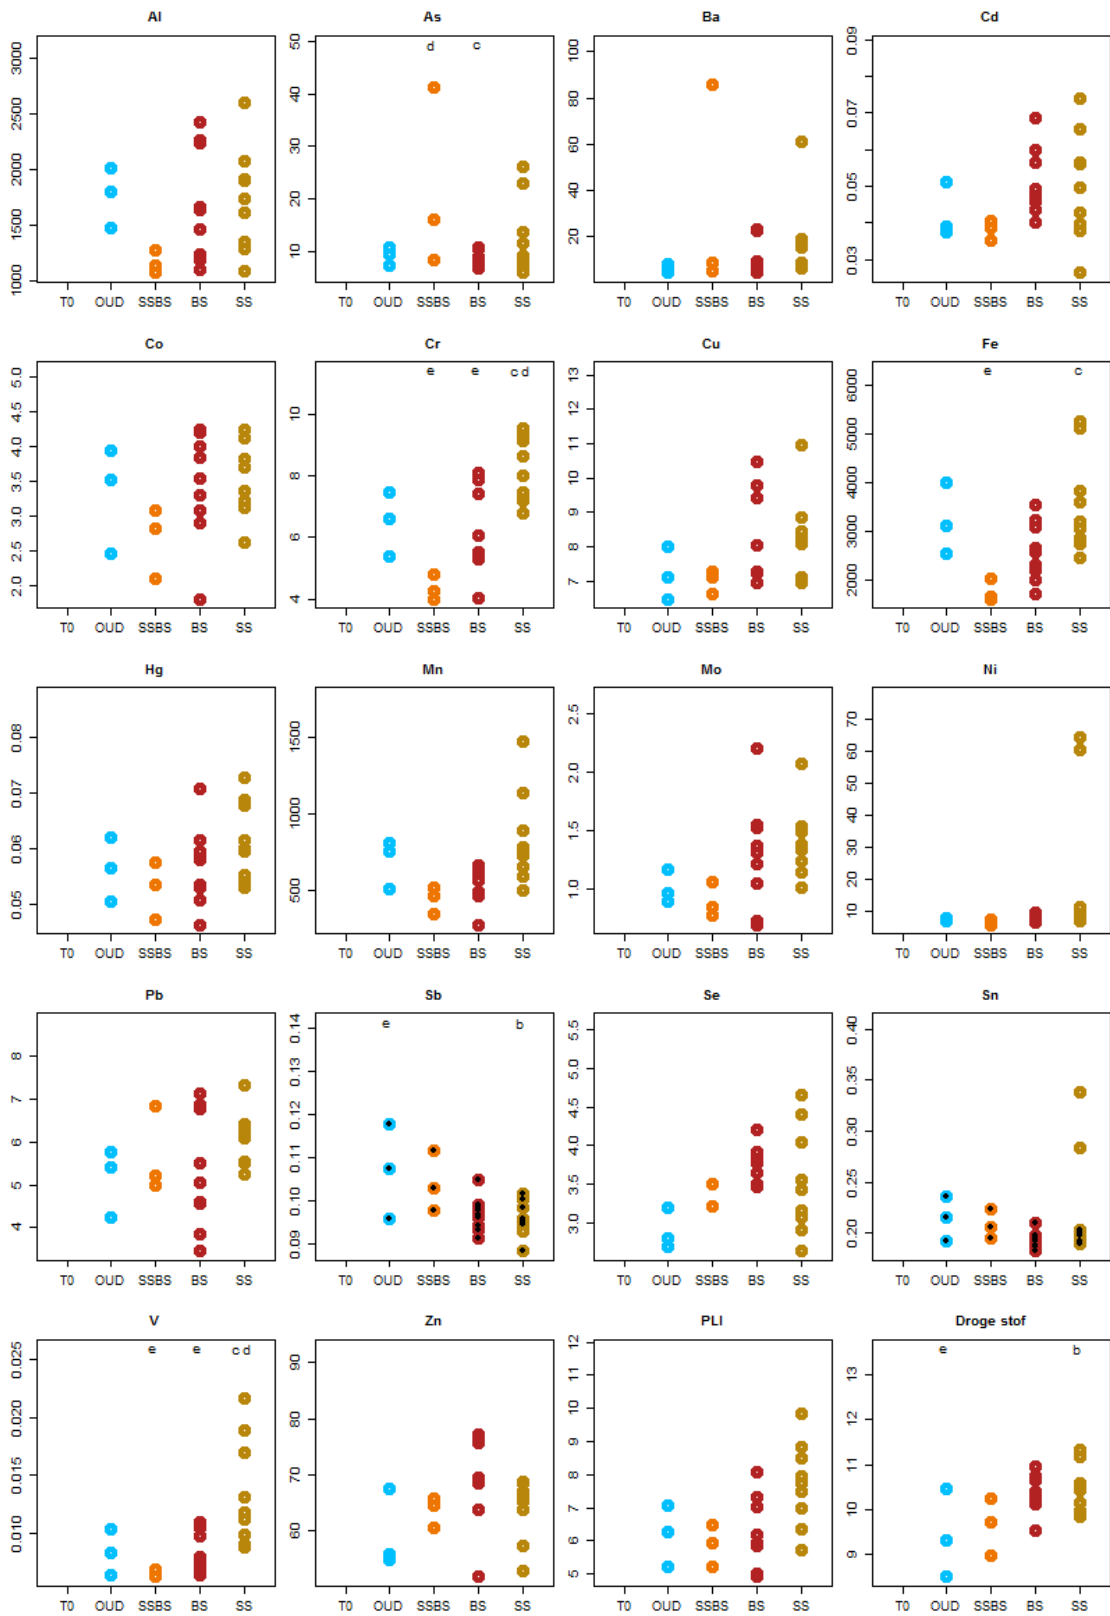 Al
1000 1500 2000 2500 3000
T0 OUD SSBS BS SS
As
d c
10 20 30 40 50
T0 OUD SSBS BS SS
Ba
20 40 60 80 100
T0 OUD SSBS BS SS
Cd
0.03 0.05 0.07 0.09
T0 OUD SSBS BS SS
Co
2.0 2.5 3.0 3.5 4.0 4.5 5.0
T0 OUD SSBS BS SS
Cr
e e c d
4 6 8 10
T0 OUD SSBS BS SS
Cu
7 8 9 10 11 12 13
T0 OUD SSBS BS SS
Fe
e c
2000 3000 4000 5000 6000
T0 OUD SSBS BS SS
Hg
0.05 0.06 0.07 0.08
T0 OUD SSBS BS SS
Mn
500 1000 1500
T0 OUD SSBS BS SS
Mo
1.0 1.5 2.0 2.5
T0 OUD SSBS BS SS
Ni
10 20 30 40 50 60 70
T0 OUD SSBS BS SS
Pb
4 5 6 7 8
T0 OUD SSBS BS SS
Sb
e b
0.09 0.10 0.11 0.12 0.13 0.14
T0 OUD SSBS BS SS
Se
3.0 3.5 4.0 4.5 5.0 5.5
T0 OUD SSBS BS SS
Sn
0.20 0.25 0.30 0.35 0.40
T0 OUD SSBS BS SS
V
e e c d
0.010 0.015 0.020 0.025
T0 OUD SSBS BS SS
Zn
60 70 80 90
T0 OUD SSBS BS SS
PLI
5 6 7 8 9 10 11 12
T0 OUD SSBS BS SS
Droge stof
e b
9 10 11 12 13
T0 OUD SSBS BS SS